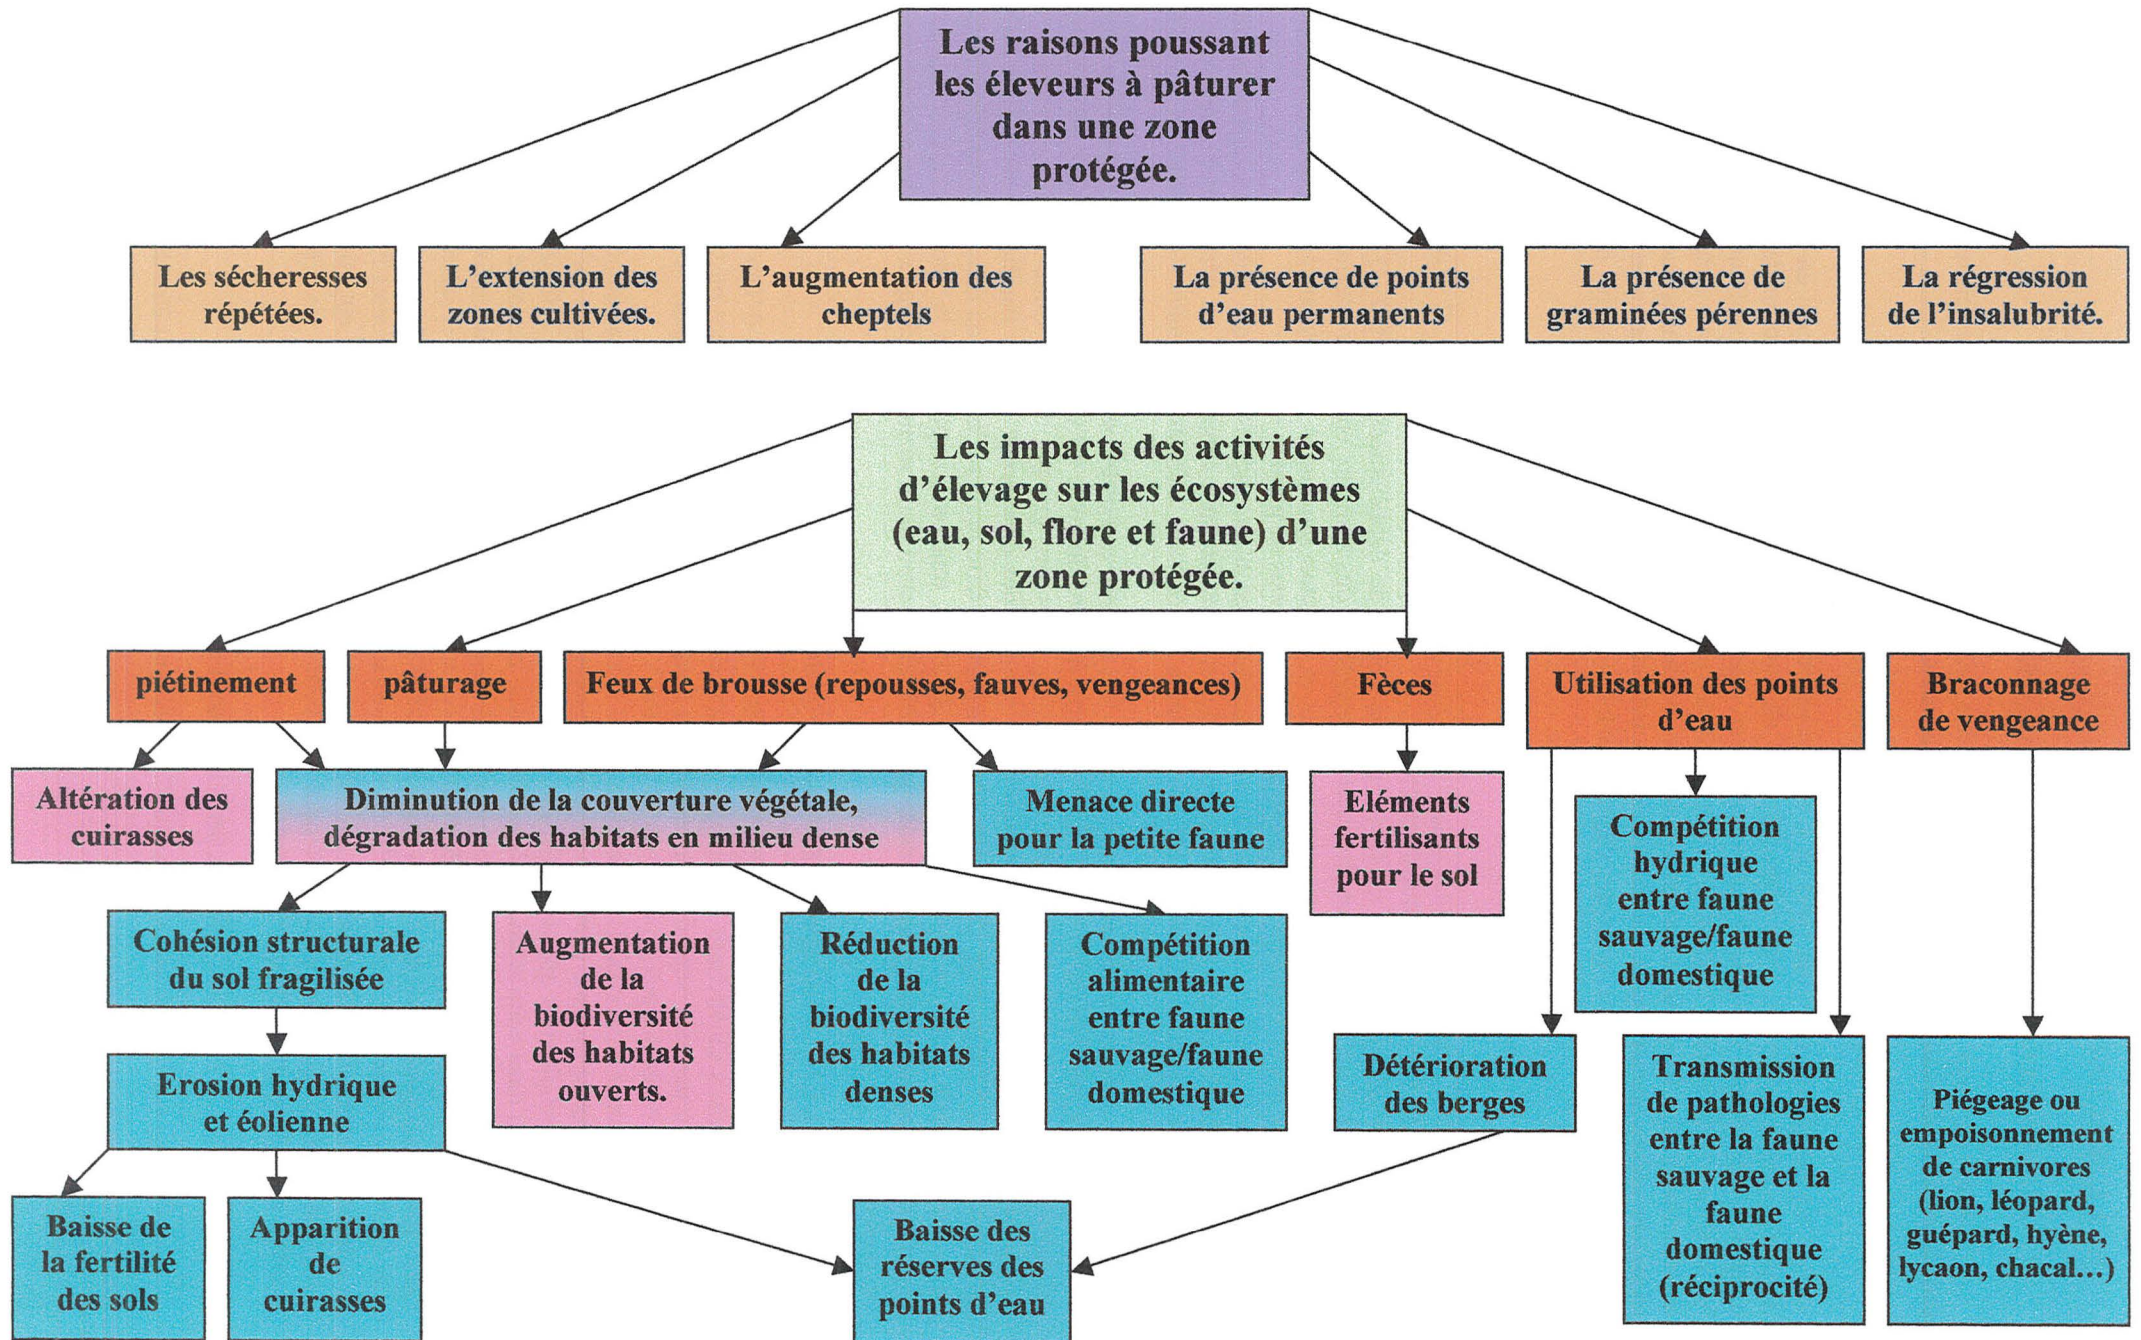 Les raisons poussant
les éleveurs à pâturer
dans une zone
protégée.
Les sécheresses
répétées.
L'extension des
zones cultivées.
L'augmentation des
cheptels
La présence de points
d'eau permanents
La présence de
graminées pérennes
La régression
de l'insalubrité.
Les impacts des activités
d'élevage sur les écosystèmes
(eau, sol, flore et faune) d'une
zone protégée.
piétinement
pâturage
Feux de brousse (repousses, fauves, vengeances)
Fèces
Utilisation des points
d'eau
Braconnage
de vengeance
Altération des
cuirasses
Diminution de la couverture végétale,
dégradation des habitats en milieu dense
Menace directe
pour la petite faune
Eléments
fertilisants
pour le sol
Compétition
hydrique
entre faune
sauvage/faune
domestique
Cohésion structurale
du sol fragilisée
Augmentation
de la
biodiversité
des habitats
ouverts.
Réduction
de la
biodiversité
des habitats
denses
Compétition
alimentaire
entre faune
sauvage/faune
domestique
Détérioration
des berges
Transmission
de pathologies
entre la faune
sauvage et la
faune
domestique
(réciprocité)
Piégeage ou
empoisonnement
de carnivores
(lion, léopard,
guépard, hyène,
lycaon, chacal...)
Erosion hydrique
et éolienne
Baisse de
la fertilité
des sols
Apparition
de
cuirasses
Baisse des
réserves des
points d'eau